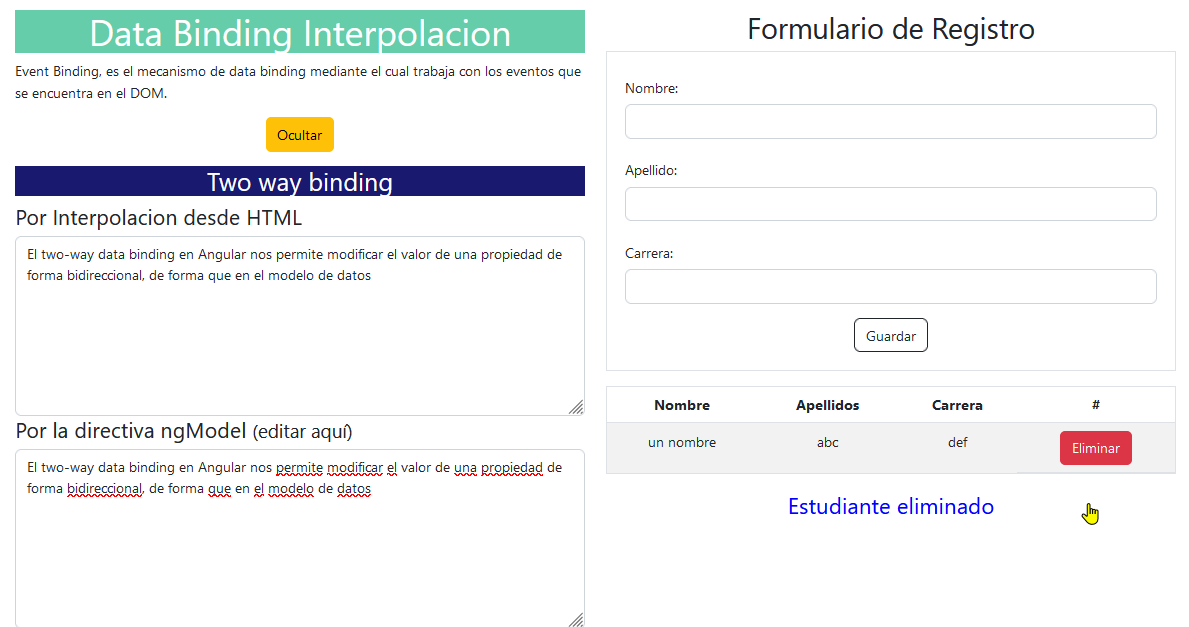 Data Binding Interpolacion
Event Binding, es el mecanismo de data binding mediante el cual trabaja con los eventos que
se encuentra en el DOM.
Ocultar
Two way binding
Por Interpolacion desde HTML
El two-way data binding en Angular nos permite modificar el valor de una propiedad de
forma bidireccional, de forma que en el modelo de datos
Por la directiva ngModel (editar aquí)
El two-way data binding en Angular nos permite modificar el valor de una propiedad de
forma bidireccional, de forma que en el modelo de datos
Formulario de Registro
Nombre:
Apellido:
Carrera:
Guardar
Nombre Apellidos Carrera #
un nombre abc def Eliminar
Estudiante eliminado